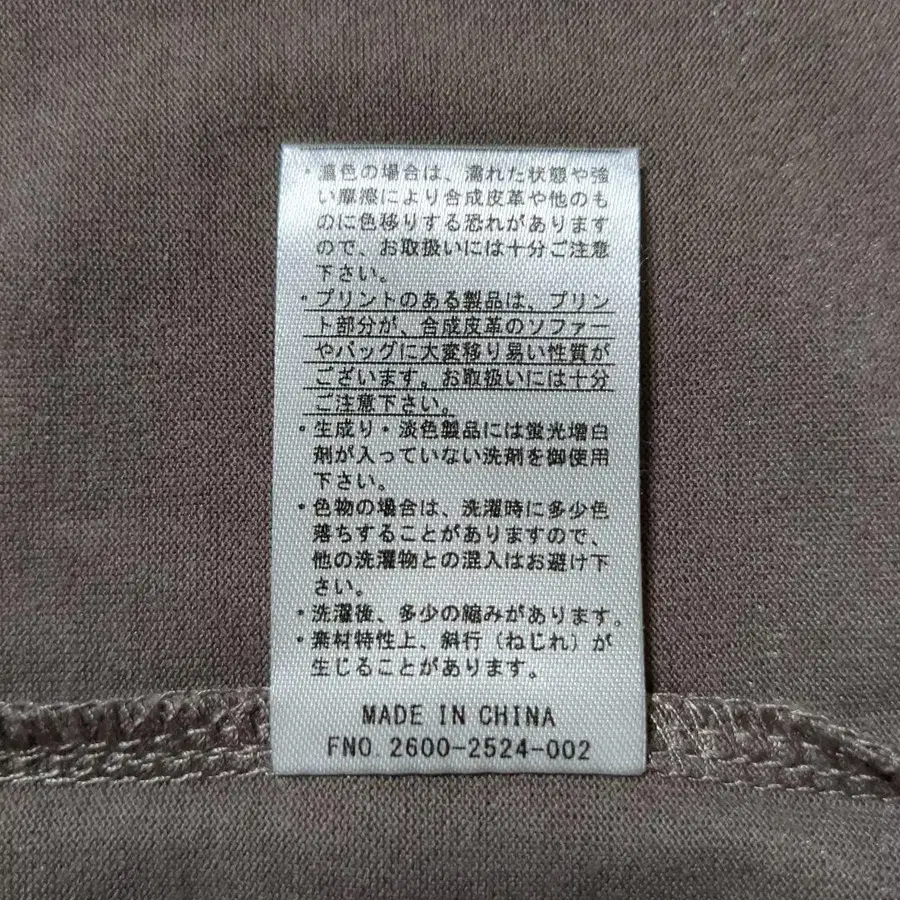 ・濃色の場合は、濡れた状態や強
い摩擦により合成皮革や他のも
のに色移りする恐れがあります
ので、お取扱いには十分ご注意
下さい。
・プリントのある製品は、プリン
ト部分が、合成皮革のソファー
やバッグに大変移り易い性質が
ございます。お取扱いには十分
ご注意下さい。
・生成り・淡色製品には蛍光増白
剤が入っていない洗剤を御使用
下さい。
・色物の場合は、洗濯時に多少色
落ちすることがありますので、
他の洗濯物との混入はお避け下
さい。
・洗濯後、多少の縮みがあります。
・素材特性上、斜行（ねじれ）が
生じることがあります。
MADE IN CHINA
FNO. 2600-2524-002